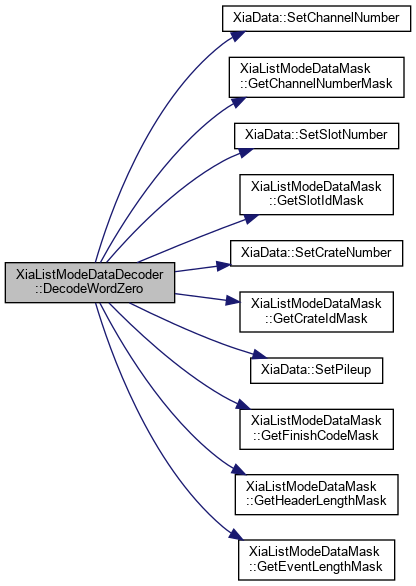 XiaData::SetChannelNumber
XiaListModeDataMask
::GetChannelNumberMask
XiaData::SetSlotNumber
XiaListModeDataMask
::GetSlotIdMask
XiaListModeDataDecoder
::DecodeWordZero
XiaData::SetCrateNumber
XiaListModeDataMask
::GetCrateIdMask
XiaData::SetPileup
XiaListModeDataMask
::GetFinishCodeMask
XiaListModeDataMask
::GetHeaderLengthMask
XiaListModeDataMask
::GetEventLengthMask